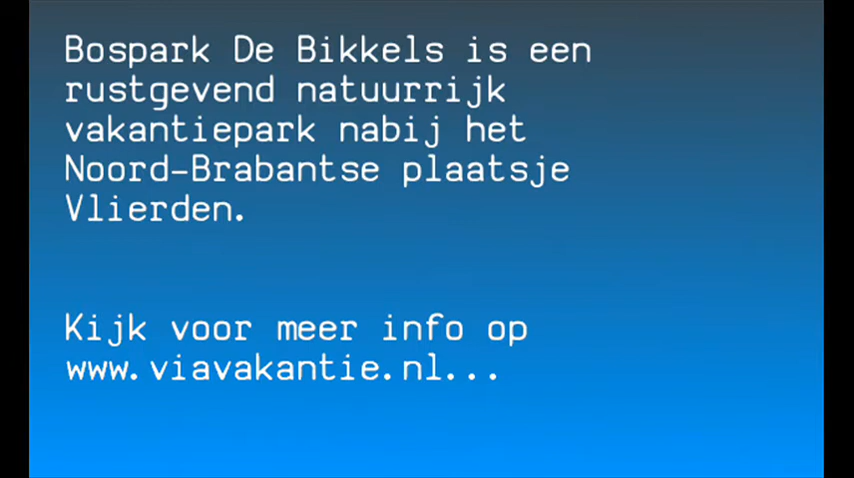 Bospark De Bikkels is een
rustgevend natuurrijk
vakantiepark nabij het
Noord-Brabantse plaatsje
Vlierden.
Kijk voor meer info op
www.viavakantie.nl...